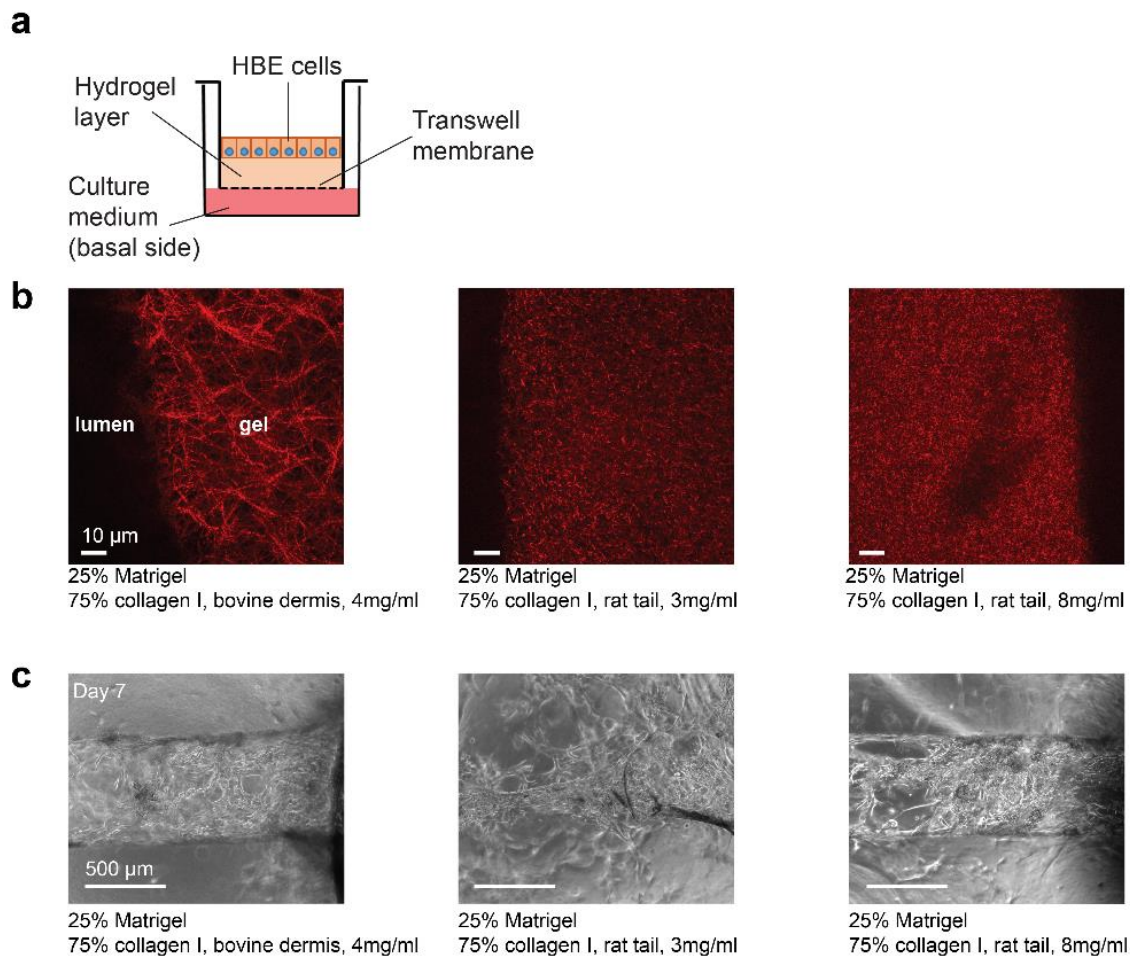 a
HBE cells
Hydrogel
layer
Transwell
membrane
Culture
medium
(basal side)
b
lumen
gel
10 µm
25% Matrigel
75% collagen I, bovine dermis, 4mg/ml
25% Matrigel
75% collagen I, rat tail, 3mg/ml
25% Matrigel
75% collagen I, rat tail, 8mg/ml
c
Day 7
500 µm
25% Matrigel
75% collagen I, bovine dermis, 4mg/ml
25% Matrigel
75% collagen I, rat tail, 3mg/ml
25% Matrigel
75% collagen I, rat tail, 8mg/ml